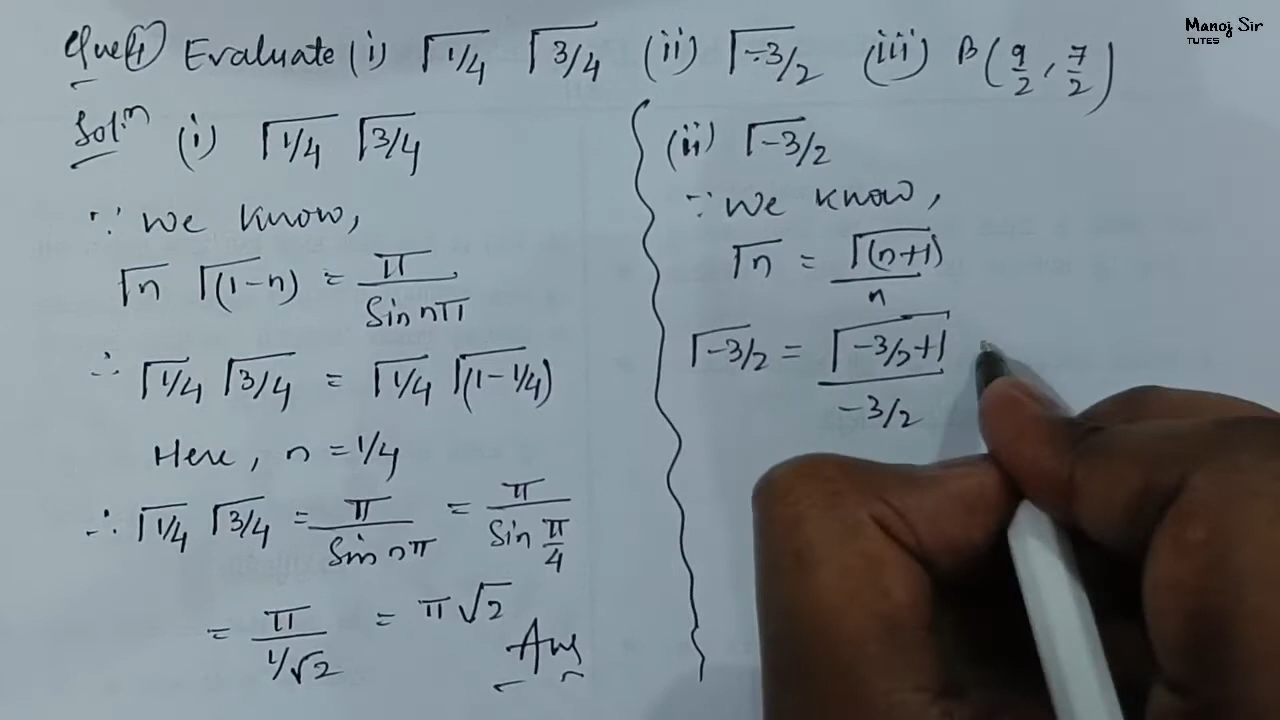 Manoj Sir
TUTES
Que ① Evaluate (i) Γ1/4 Γ3/4 (ii) Γ-3/2 (iii) β(9/2, 7/2)
Solⁿ (i) Γ1/4 Γ3/4
∵ We know,
Γn Γ(1-n) = π / Sin nπ
∴ Γ1/4 Γ3/4 = Γ1/4 Γ(1-1/4)
Here, n = 1/4
∴ Γ1/4 Γ3/4 = π / Sin nπ = π / Sin π/4
= π / 1/√2 = π√2
Ans
(ii) Γ-3/2
∵ We know,
Γn = Γ(n+1) / n
Γ-3/2 = Γ-3/2+1 / -3/2